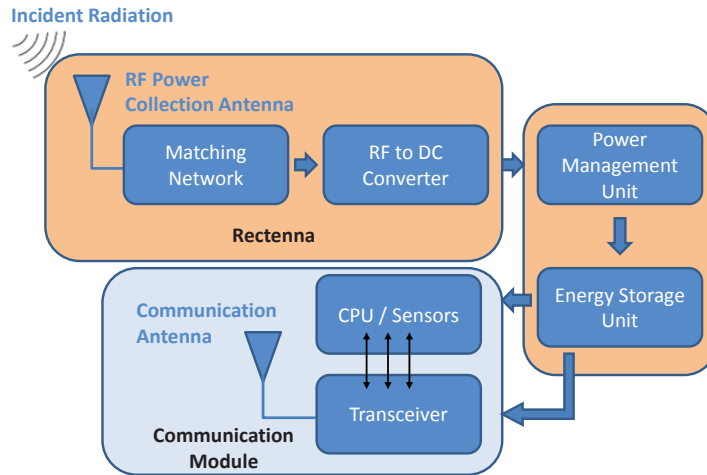 Incident Radiation
RF Power
Collection Antenna
Matching
Network
RF to DC
Converter
Rectenna
Power
Management
Unit
Energy Storage
Unit
Communication
Antenna
CPU / Sensors
Transceiver
Communication
Module